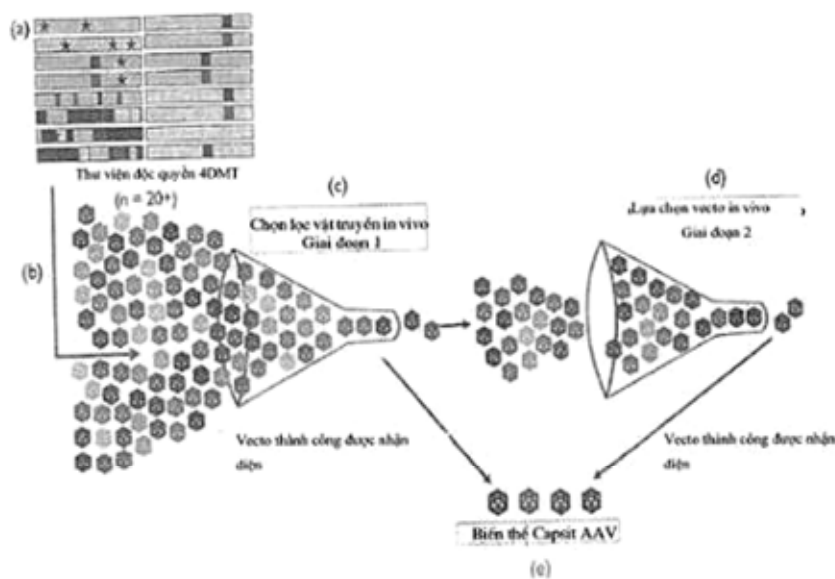 (a)
Thư viện độc quyền 4DMT
(n = 20+)
(b)
(c)
Chọn lọc vật truyền in vivo
Giai đoạn 1
(d)
Lựa chọn vecto in vivo
Giai đoạn 2
Vecto thành công được nhận
diện
Vecto thành công được nhận
diện
Biến thể Capsit AAV
(e)